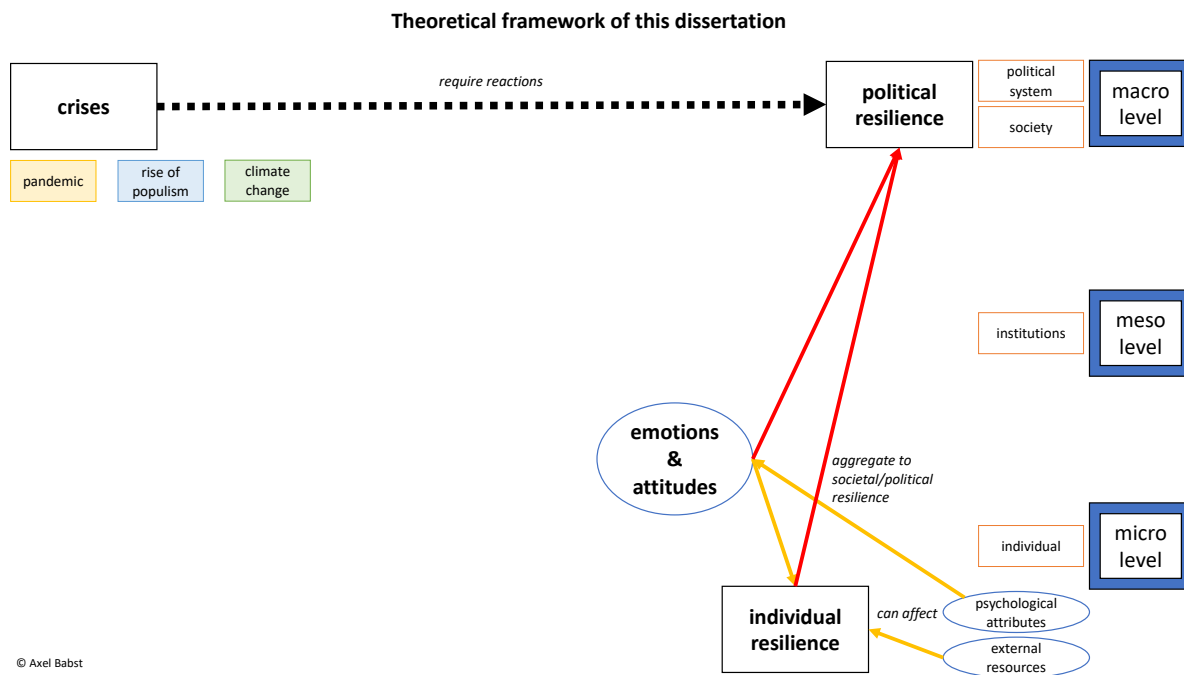 Theoretical framework of this dissertation
crises
require reactions
political
resilience
political
system
society
macro
level
pandemic
rise of
populism
climate
change
institutions
meso
level
emotions
&
attitudes
aggregate to
societal/political
resilience
individual
micro
level
individual
resilience
can affect
psychological
attributes
external
resources
© Axel Babst